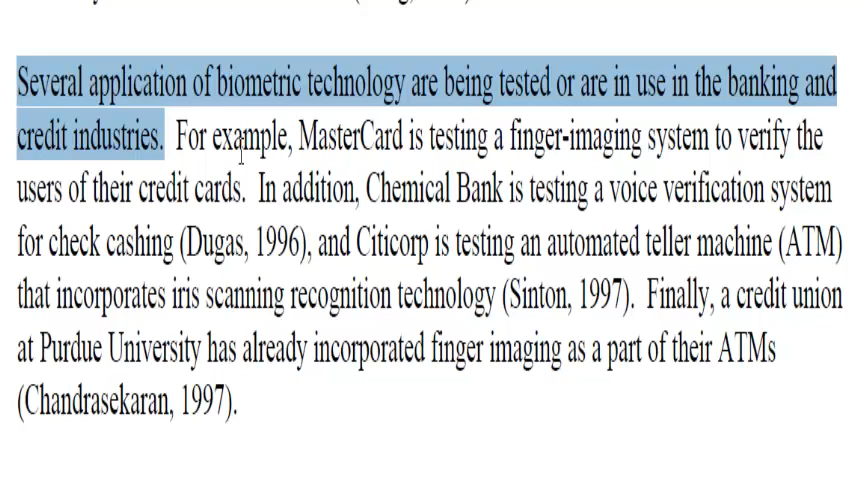 Several application of biometric technology are being tested or are in use in the banking and
credit industries. For example, MasterCard is testing a finger-imaging system to verify the
users of their credit cards. In addition, Chemical Bank is testing a voice verification system
for check cashing (Dugas, 1996), and Citicorp is testing an automated teller machine (ATM)
that incorporates iris scanning recognition technology (Sinton, 1997). Finally, a credit union
at Purdue University has already incorporated finger imaging as a part of their ATMs
(Chandrasekaran, 1997).